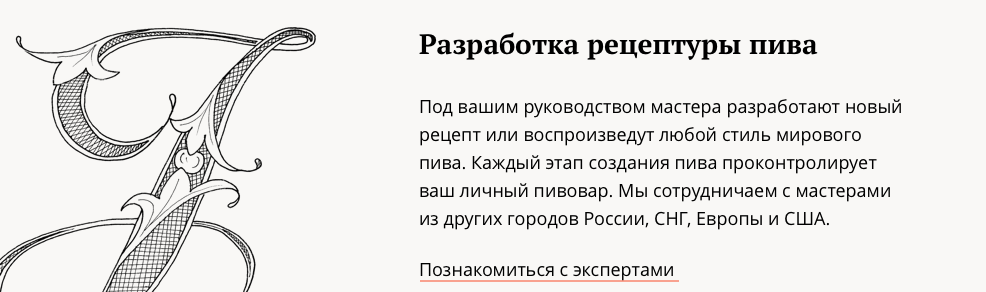 Разработка рецептуры пива
Под вашим руководством мастера разработают новый
рецепт или воспроизведут любой стиль мирового
пива. Каждый этап создания пива проконтролирует
ваш личный пивовар. Мы сотрудничаем с мастерами
из других городов России, СНГ, Европы и США.
Познакомиться с экспертами